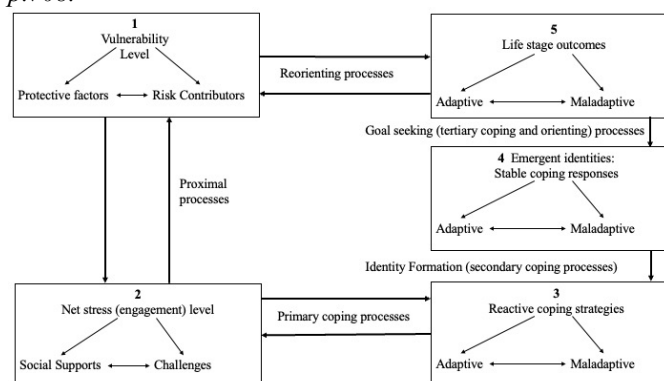 p.706.
1
Vulnerability
Level
Protective factors
Risk Contributors
Reorienting processes
5
Life stage outcomes
Adaptive
Maladaptive
Goal seeking (tertiary coping and orienting) processes
4 Emergent identities:
Stable coping responses
Adaptive
Maladaptive
Proximal
processes
Identity Formation (secondary coping processes)
2
Net stress (engagement) level
Social Supports
Challenges
Primary coping processes
3
Reactive coping strategies
Adaptive
Maladaptive